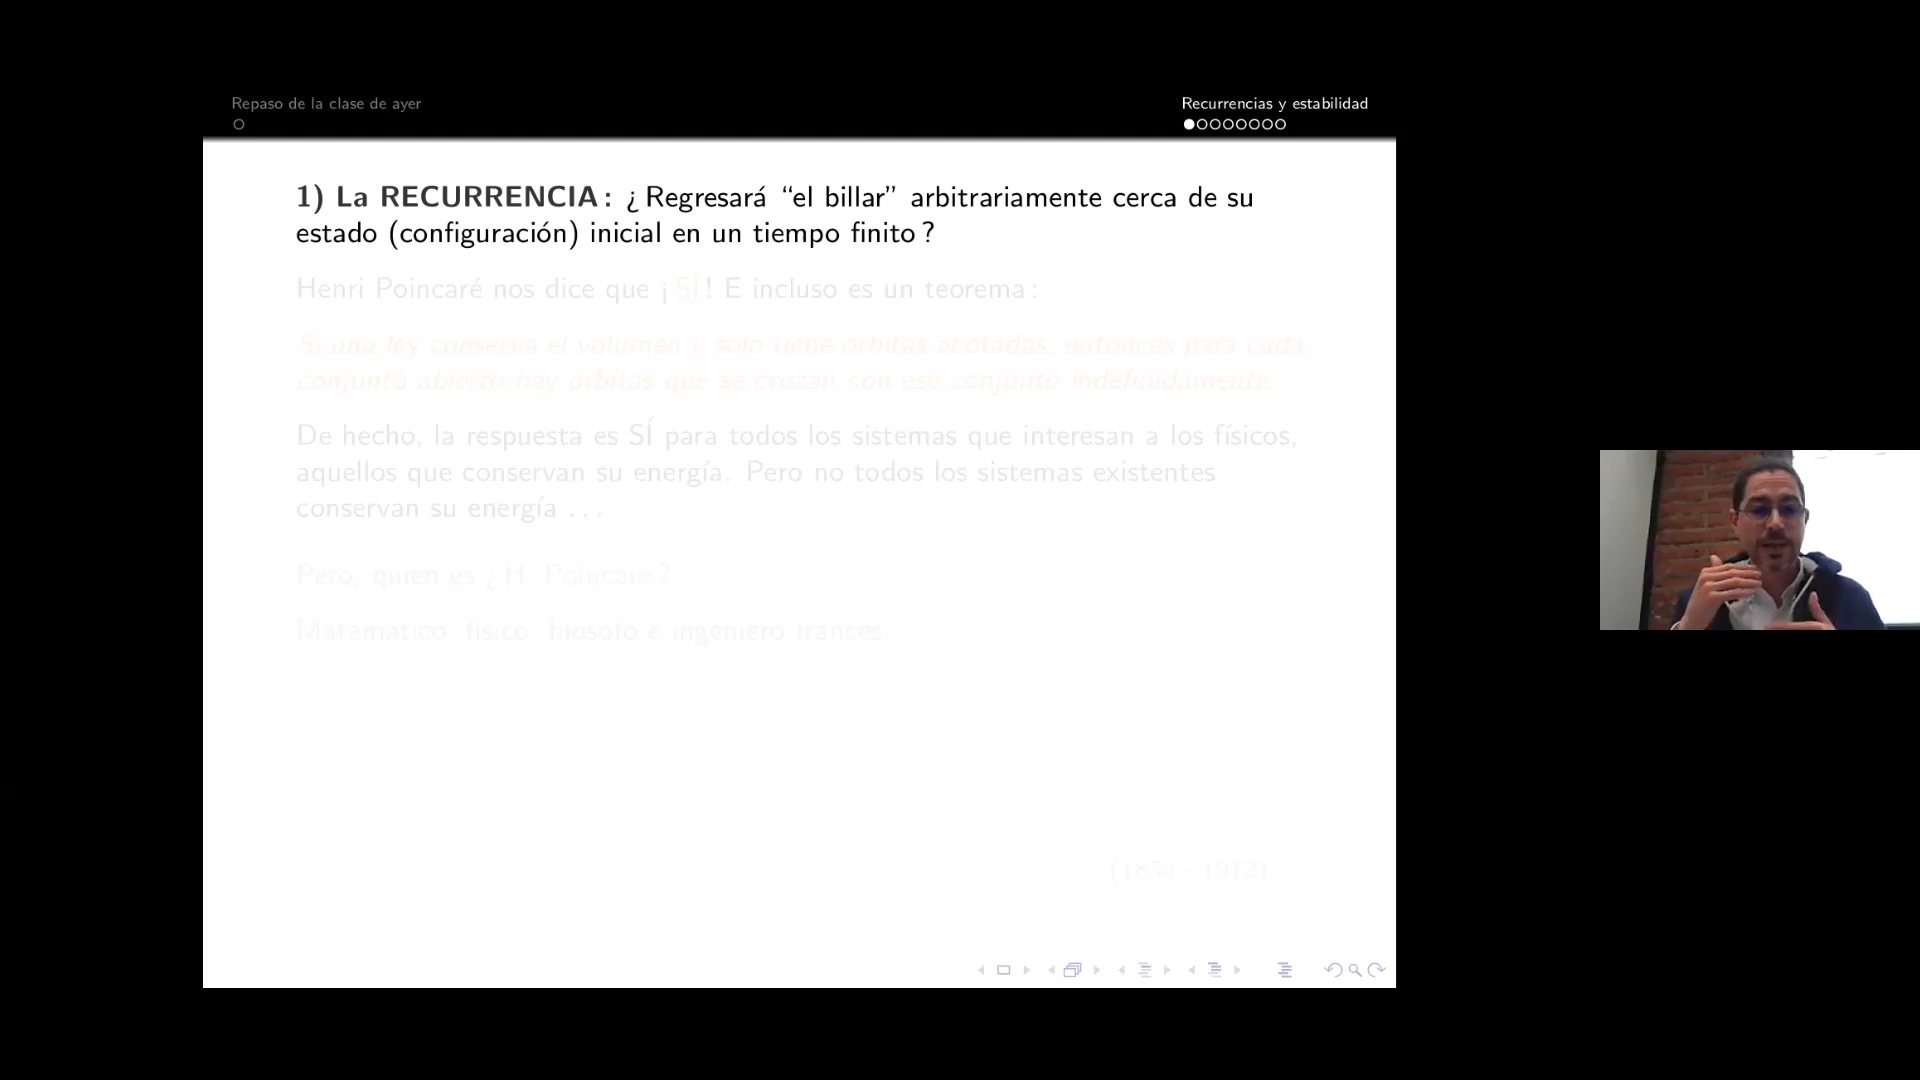 Repaso de la clase de ayer
Recurrencias y estabilidad
1) La RECURRENCIA : ¿ Regresará “el billar” arbitrariamente cerca de su
estado (configuración) inicial en un tiempo finito ?
Henri Poincaré nos dice que ¡ SÍ ! E incluso es un teorema :
Si una ley conserva el volumen y solo tiene órbitas acotadas, entonces para cada
conjunto abierto hay órbitas que se cruzan con ese conjunto indefinidamente.
De hecho, la respuesta es SÍ para todos los sistemas que interesan a los físicos,
aquellos que conservan su energía. Pero no todos los sistemas existentes
conservan su energía . . .
Pero, quién es ¿ H. Poincaré ?
Matemático, físico, filósofo e ingeniero francés.
(1854 – 1912)